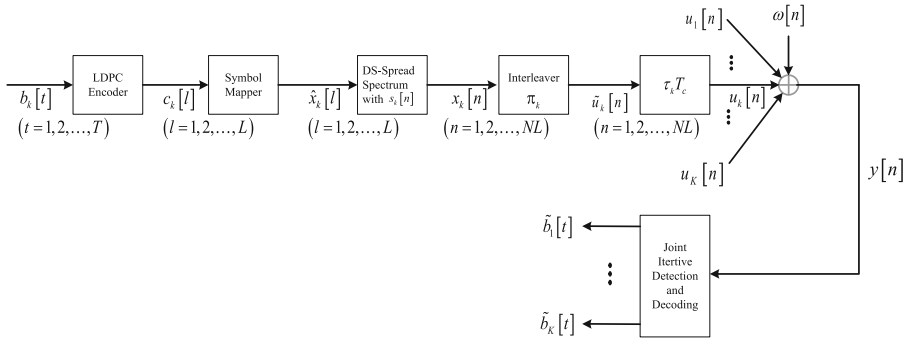 LDPC
Encoder
Symbol
Mapper
DS-Spread
Spectrum
with s_k[n]
Interleaver
π_k
τ_k T_c
u_1[n]
ω[n]
b_k[t]
(t = 1, 2, ..., T)
c_k[l]
(l = 1, 2, ..., L)
x̂_k[l]
(l = 1, 2, ..., L)
x_k[n]
(n = 1, 2, ..., NL)
ũ_k[n]
(n = 1, 2, ..., NL)
u_k[n]
u_K[n]
y[n]
b̃_1[t]
b̃_K[t]
Joint
Itertive
Detection
and
Decoding